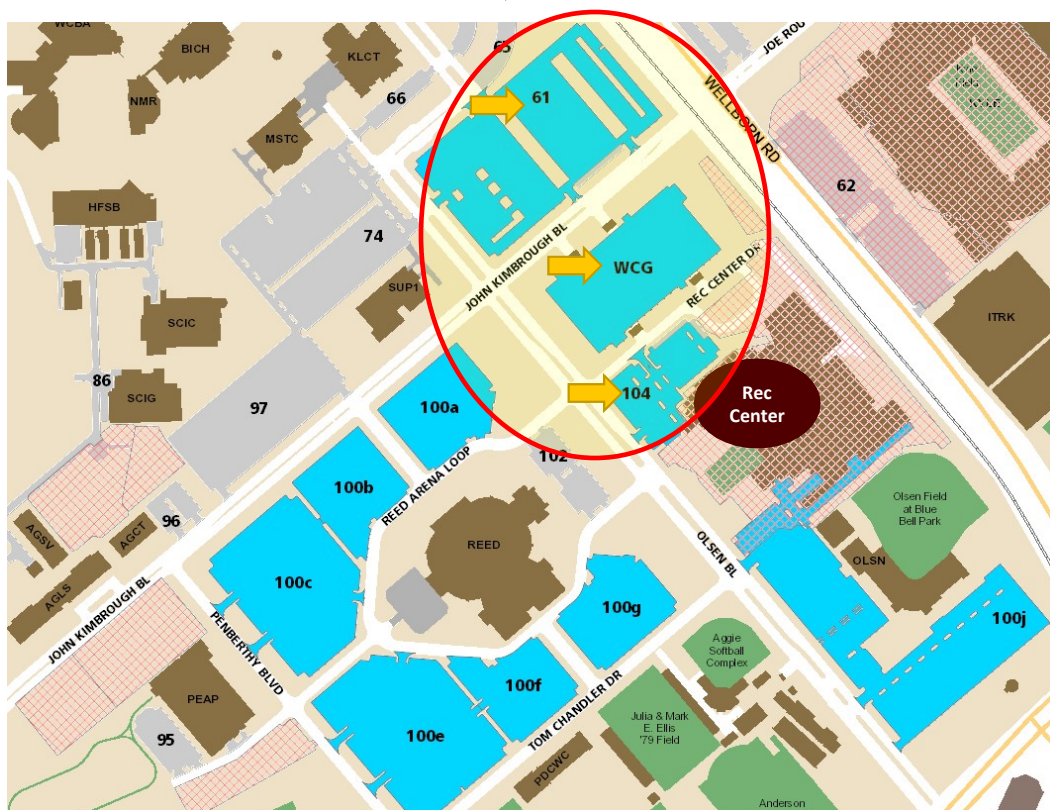 WCBA
BICH
KLCT
65
NMR
66
61
JOE ROU
WELLBORN RD
MSTC
62
HFSB
74
JOHN KIMBROUGH BL
WCG
REC CENTER DR
SUP1
SCIC
ITRK
86
SCIG
97
104
Rec
Center
100a
102
REED ARENA LOOP
100b
Olsen Field
at Blue
Bell Park
96
AGSV
AGCT
REED
OLSEN BL
OLSN
AGLS
100c
100g
100j
JOHN KIMBROUGH BL
PENBERTHY BLVD
Aggie
Softball
Complex
PEAP
100f
TOM CHANDLER DR
Julia & Mark
E. Ellis
'79 Field
95
100e
PDCWC
Anderson